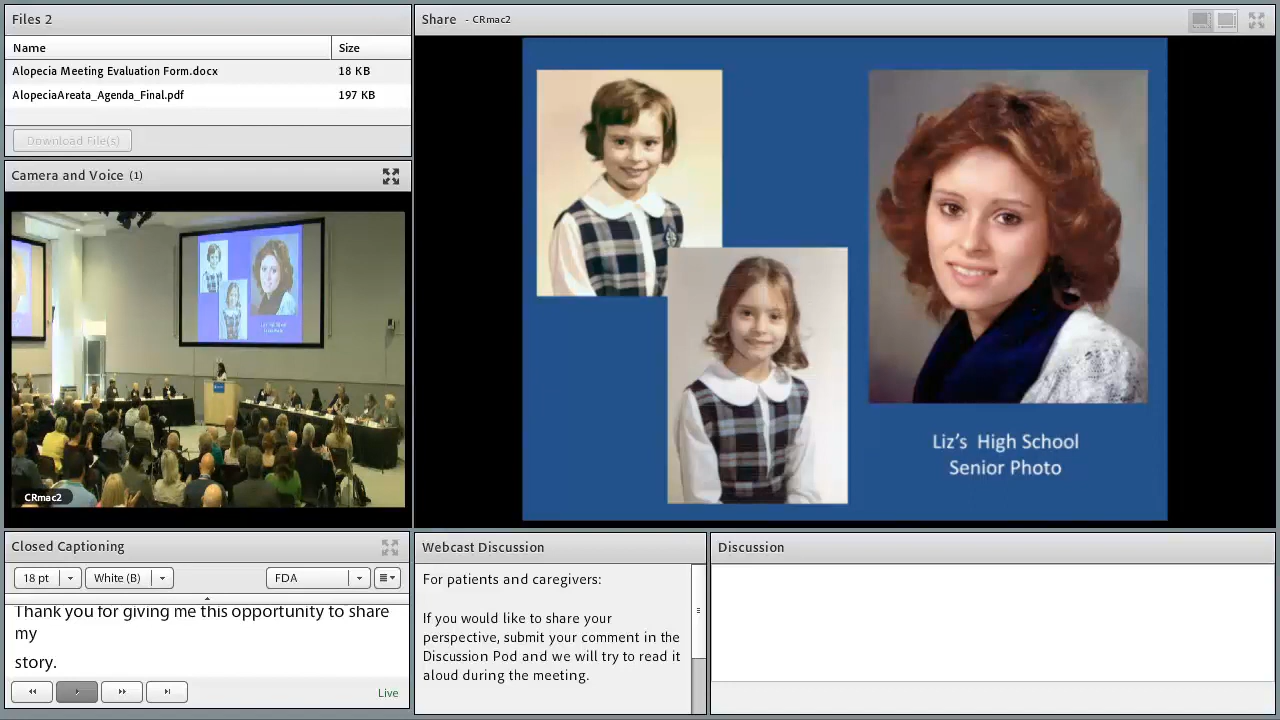 Files 2
Name Size
Alopecia Meeting Evaluation Form.docx 18 KB
AlopeciaAreata_Agenda_Final.pdf 197 KB
Download File(s)
Camera and Voice (1)
CRmac2
Share - CRmac2
Liz's High School
Senior Photo
Closed Captioning
18 pt White (B) FDA
Thank you for giving me this opportunity to share
my
story.
Live
Webcast Discussion
For patients and caregivers:
If you would like to share your
perspective, submit your comment in the
Discussion Pod and we will try to read it
aloud during the meeting.
Discussion